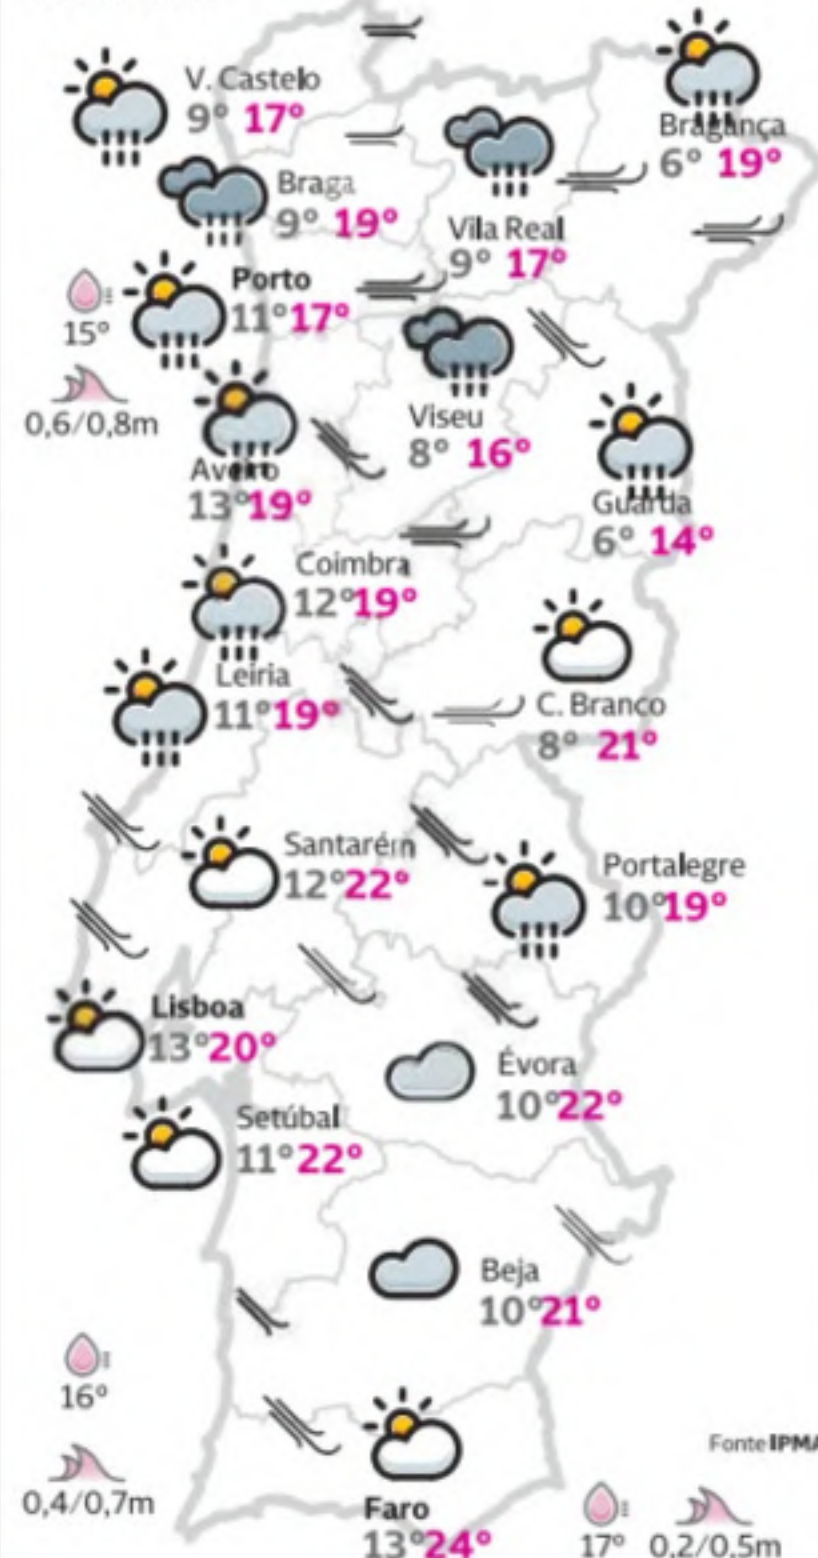 V. Castelo
9° 17°
Bragança
6° 19°
Braga
9° 19°
Vila Real
9° 17°
Porto
11° 17°
15°
0,6/0,8m
Viseu
8° 16°
Aveiro
13° 19°
Guarda
6° 14°
Coimbra
12° 19°
Leiria
11° 19°
C. Branco
8° 21°
Santarém
12° 22°
Portalegre
10° 19°
Lisboa
13° 20°
Évora
10° 22°
Setúbal
11° 22°
Beja
10° 21°
16°
0,4/0,7m
Fonte IPMA
Faro
13° 24°
17°
0,2/0,5m